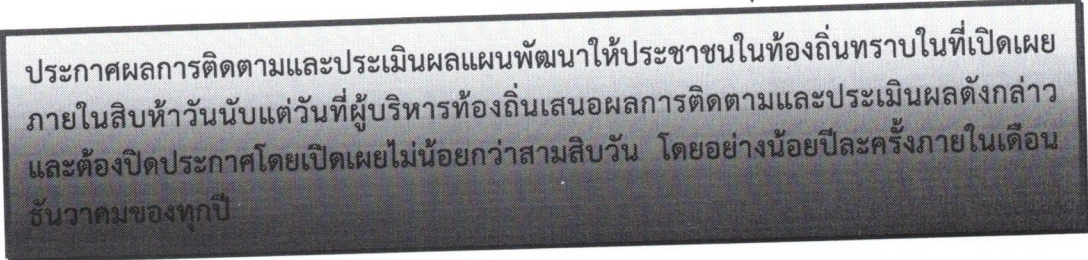 ประกาศผลการติดตามและประเมินผลแผนพัฒนาให้ประชาชนในท้องถิ่นทราบในที่เปิดเผย
ภายในสิบห้าวันนับแต่วันที่ผู้บริหารท้องถิ่นเสนอผลการติดตามและประเมินผลดังกล่าว
และต้องปิดประกาศโดยเปิดเผยไม่น้อยกว่าสามสิบวัน โดยอย่างน้อยปีละครั้งภายในเดือน
ธันวาคมของทุกปี